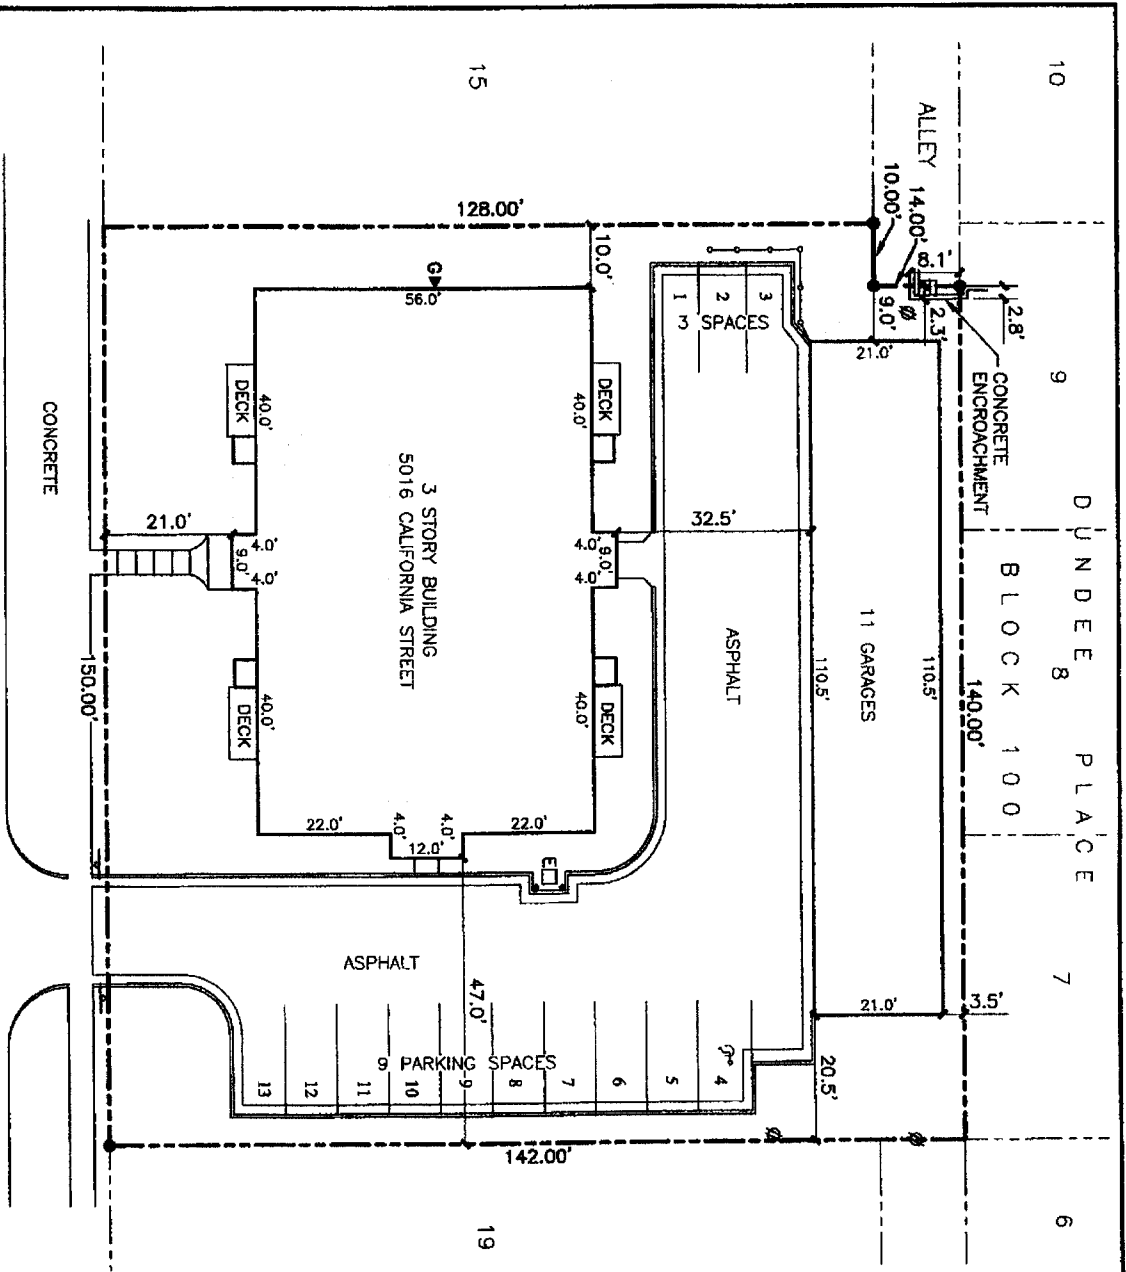 10
9
8
7
6
DUNDEE PLACE
BLOCK 100
15
19
ALLEY
10.00'
14.00'
8.1'
2.8'
2.3'
9.0'
CONCRETE
ENCROACHMENT
140.00'
128.00'
10.0'
21.0'
110.5'
11 GARAGES
110.5'
21.0'
3.5'
20.5'
1
2
3
3 SPACES
32.5'
ASPHALT
G
56.0'
DECK
40.0'
4.0'
9.0'
4.0'
DECK
40.0'
3 STORY BUILDING
5016 CALIFORNIA STREET
DECK
40.0'
4.0'
9.0'
4.0'
DECK
40.0'
21.0'
22.0'
4.0'
12.0'
4.0'
22.0'
E
ASPHALT
47.0'
9 PARKING SPACES
13
12
11
10
9
8
7
6
5
4
142.00'
150.00'
CONCRETE